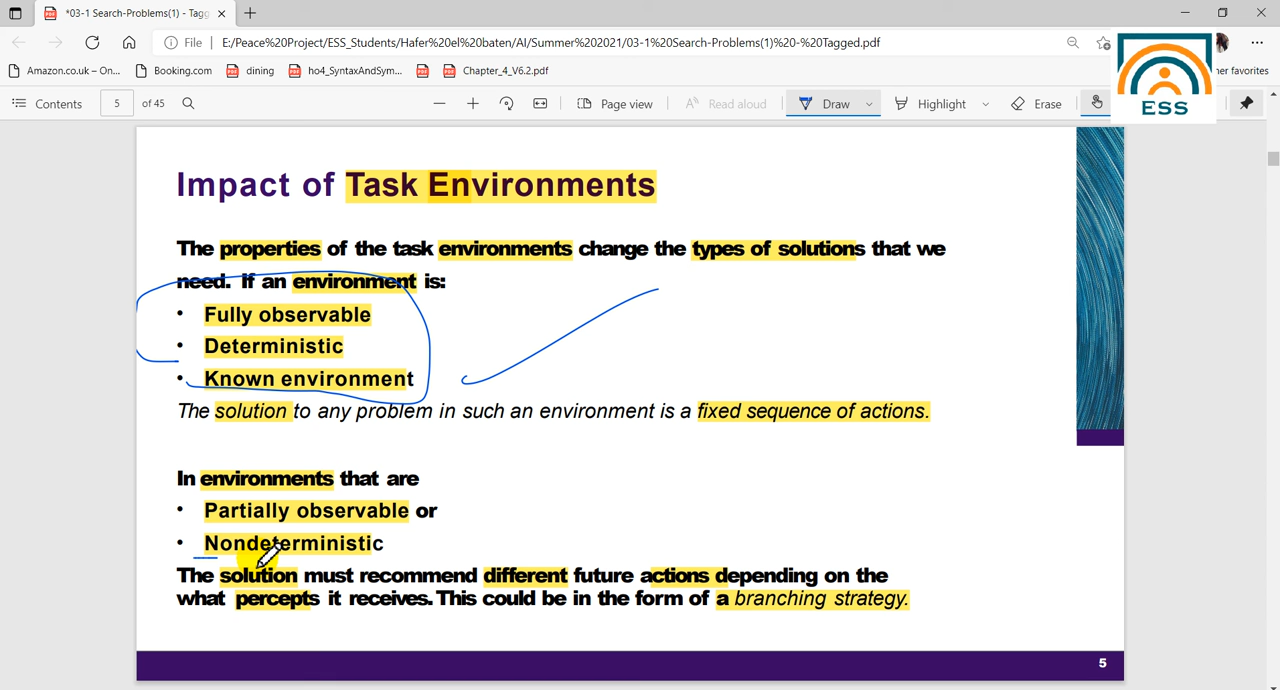 *03-1 Search-Problems(1) - Tagg
File E:/Peace%20Project/ESS_Students/Hafer%20el%20baten/AI/Summer%202021/03-1%20Search-Problems(1)%20-%20Tagged.pdf
Amazon.co.uk – On... Booking.com dining ho4_SyntaxAndSym... Chapter_4_V6.2.pdf her favorites
Contents 5 of 45 Page view Read aloud Draw Highlight Erase
ESS
Impact of Task Environments
The properties of the task environments change the types of solutions that we
need. If an environment is:
• Fully observable
• Deterministic
• Known environment
The solution to any problem in such an environment is a fixed sequence of actions.
In environments that are
• Partially observable or
• Nondeterministic
The solution must recommend different future actions depending on the
what percepts it receives. This could be in the form of a branching strategy.
5